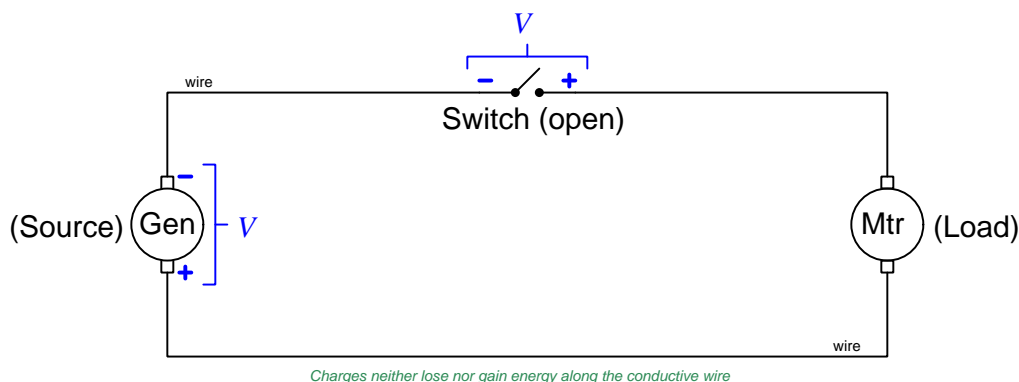 V
wire
− +
Switch (open)
−
(Source) Gen V Mtr (Load)
+
wire
Charges neither lose nor gain energy along the conductive wire